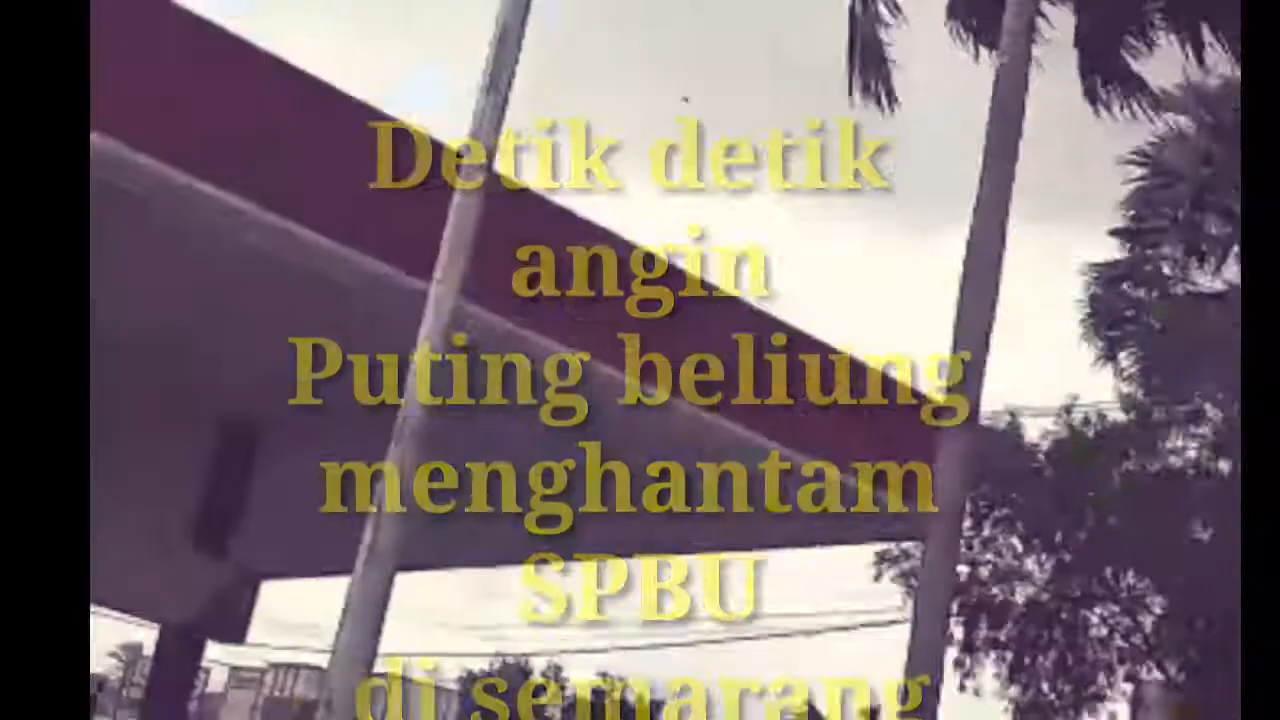 Detik detik
angin
Puting beliung
menghantam
SPBU
di semarang